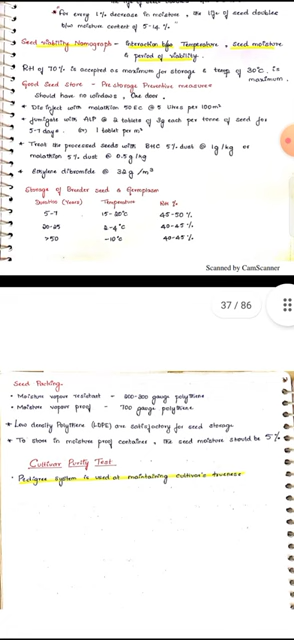 * For every 1% decrease in moisture, the life of seed doubles
b/w moisture content of 5-14%
Seed viability Nomograph - Interaction b/w Temperature, seed moisture
& period of viability.
RH of 70% is accepted as maximum for storage & temp of 30°C is
maximum.
Good Seed Store - Pre storage Preventive measures
* Should have no windows, One door,
* Disinfect with malathion 50 EC @ 5 litres per 100m²
* fumigate with ALP @ 2 tablets of 3g each per tonne of seed for
5-7 days. (or) 1 tablet per m³
* Treat the processed seeds with BHC 5% dust @ 1g/kg or
malathion 5% dust @ 0.5g/kg
* Ethylene dibromide @ 32g/m³
Storage of Breeder seed & Germplasm
Duration (Years) Temperature RH %
5-7 15-20°C 45-50%
20-25 2-4°C 40-45%
>50 -10°C 40-45%
Scanned by CamScanner
37 / 86
Seed Packing.
* Moisture vapour resistant - 200 gauge polythene
* Moisture vapour proof - 700 gauge polythene
* Low density Polythene (LDPE) are satisfactory for seed storage
* To store in moisture proof container, the seed moisture should be 5%
Cultivar Purity Test
* Pedigree system is used at maintaining cultivar's trueness